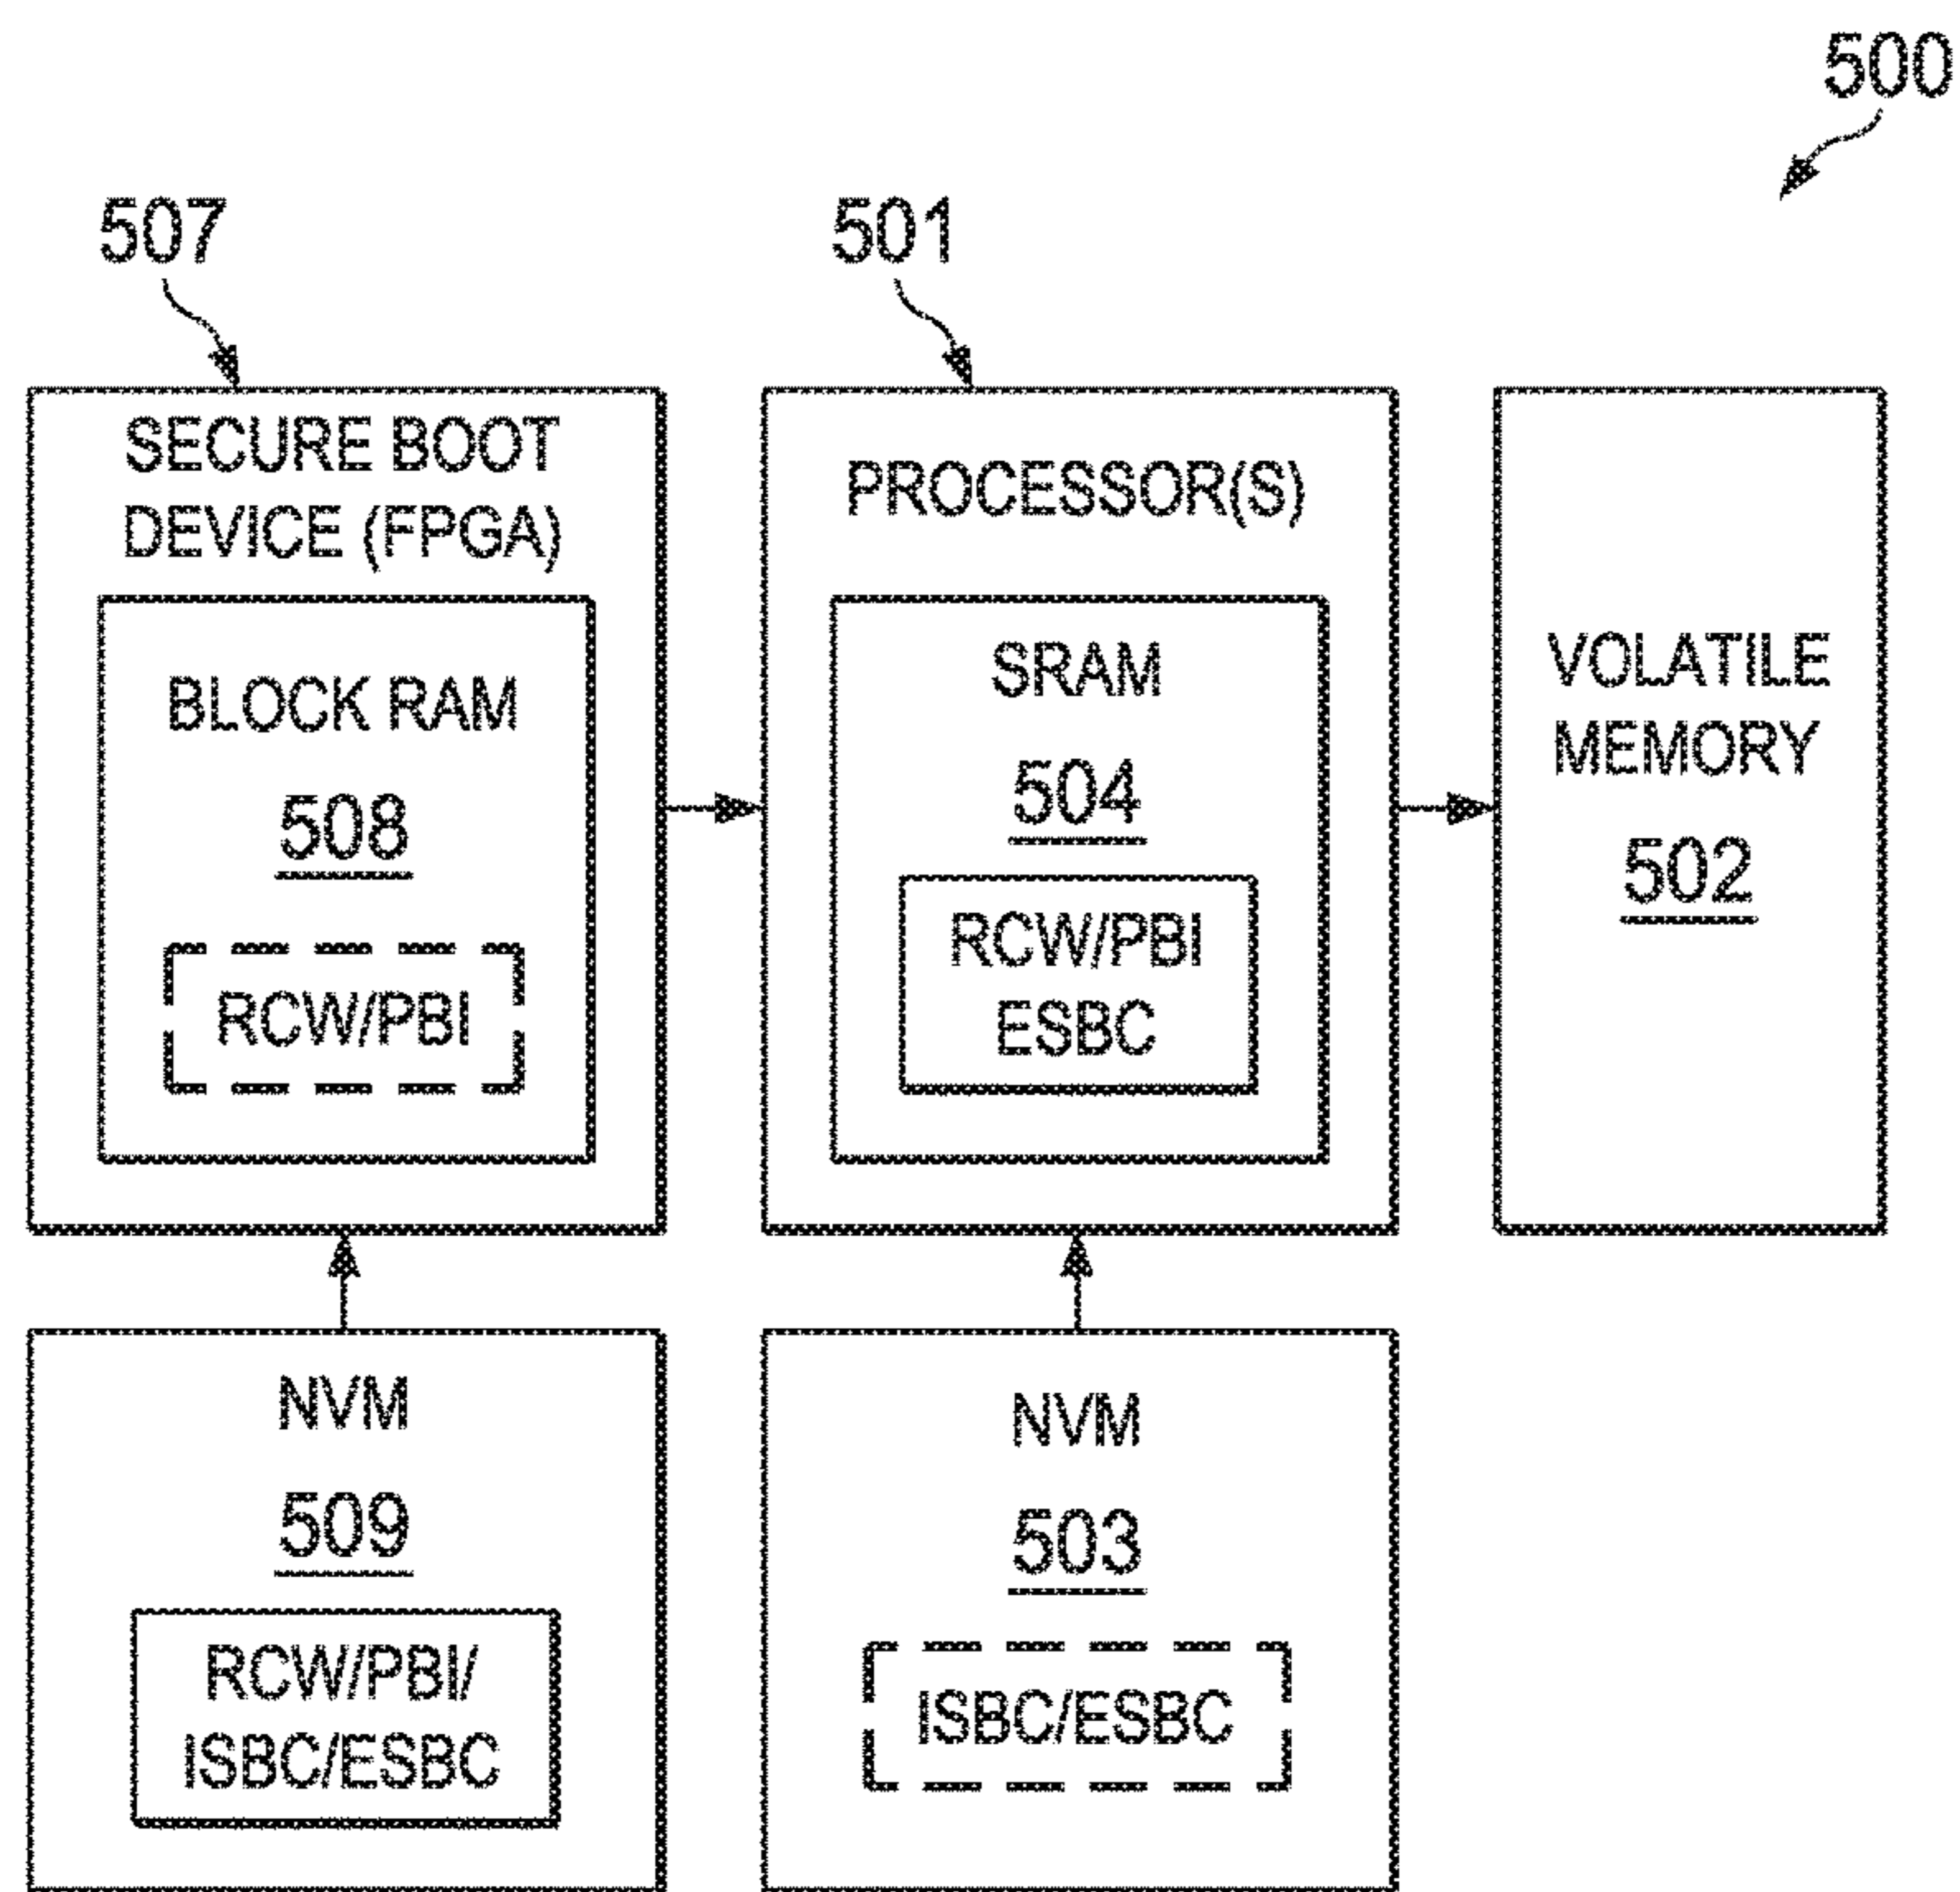 500
507
501
SECURE BOOT
DEVICE (FPGA)
BLOCK RAM
508
RCW/PBI
PROCESSOR(S)
SRAM
504
RCW/PBI
ESBC
VOLATILE
MEMORY
502
NVM
509
RCW/PBI/
ISBC/ESBC
NVM
503
ISBC/ESBC